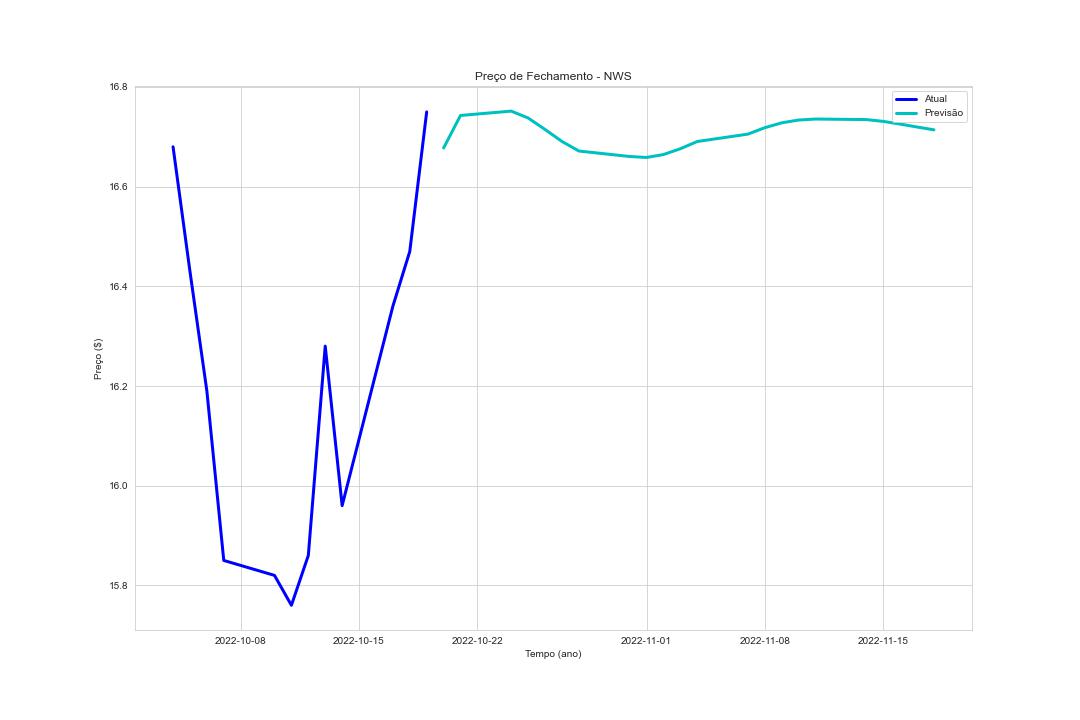 Preço de Fechamento - NWS
Atual
Previsão
16.8
16.6
16.4
16.2
16.0
15.8
Preço ($)
2022-10-08 2022-10-15 2022-10-22 2022-11-01 2022-11-08 2022-11-15
Tempo (ano)